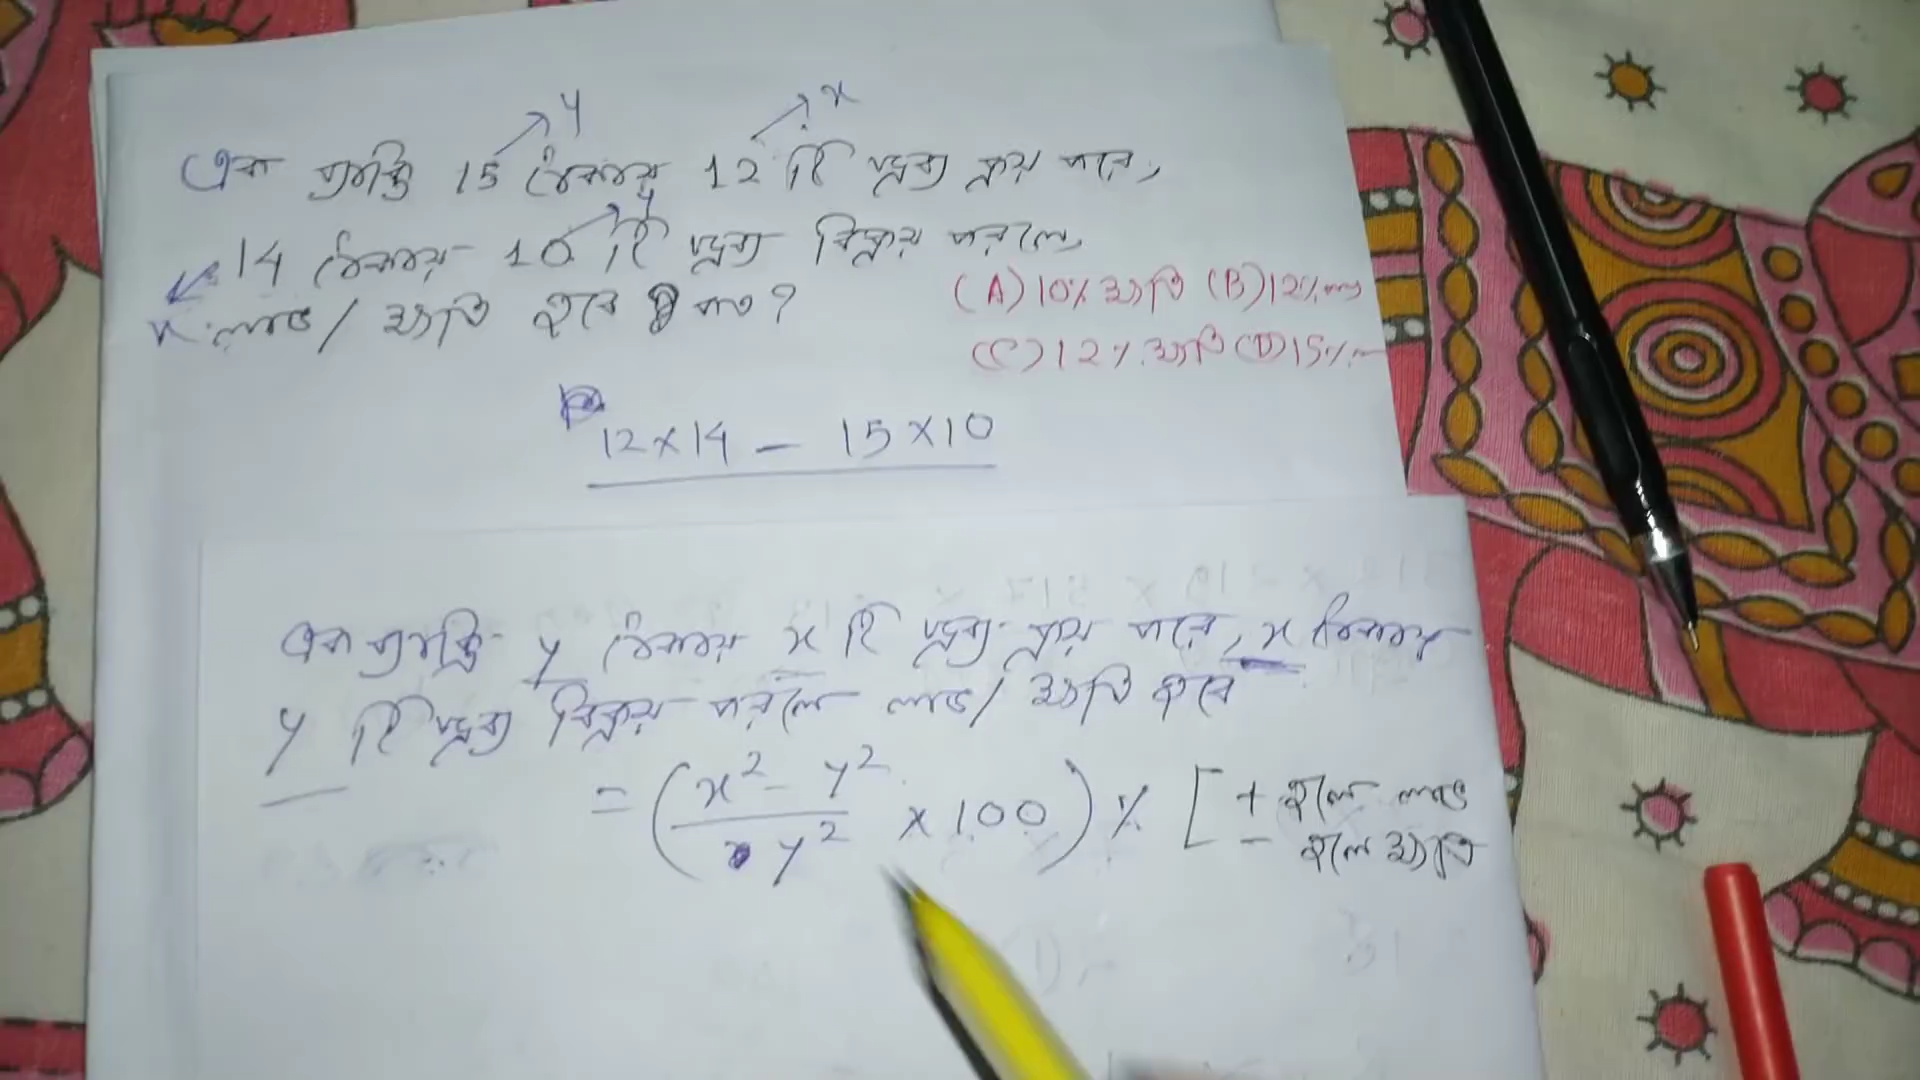 এক ব্যক্তি 15 টাকায় 12 টি দ্রব্য ক্রয় করে,
y
x
14 টাকায় 10 টি দ্রব্য বিক্রয় করলে,
y
x লাভ/ ক্ষতি হবে কত?
(A) 10% ক্ষতি (B) 12% লাভ
(C) 12% ক্ষতি (D) 15%
12 × 14 – 15 × 10
এক ব্যক্তি y টাকায় x টি দ্রব্য ক্রয় করে, x টাকায়
y টি দ্রব্য বিক্রয় করলে লাভ/ ক্ষতি হবে
= (x² - y² / y² × 100) % [ + হলে লাভ
– হলে ক্ষতি